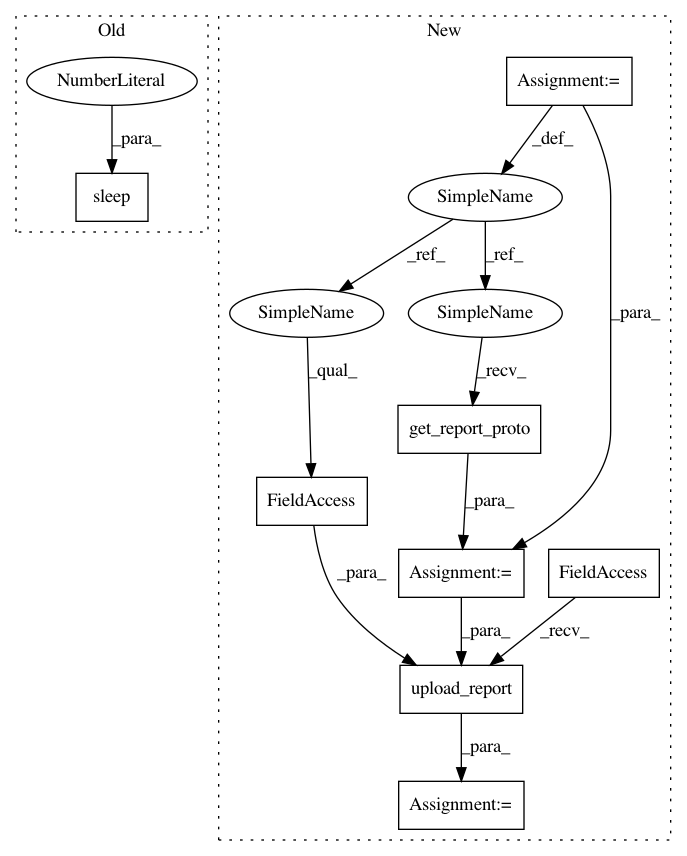 Old
New
NumberLiteral
Assignment:=
_para_
_def_
sleep
SimpleName
_ref_
_ref_
_para_
SimpleName
SimpleName
_qual_
_recv_
get_report_proto
FieldAccess
_para_
_para_
Assignment:=
FieldAccess
_para_
_recv_
upload_report
_para_
Assignment:=